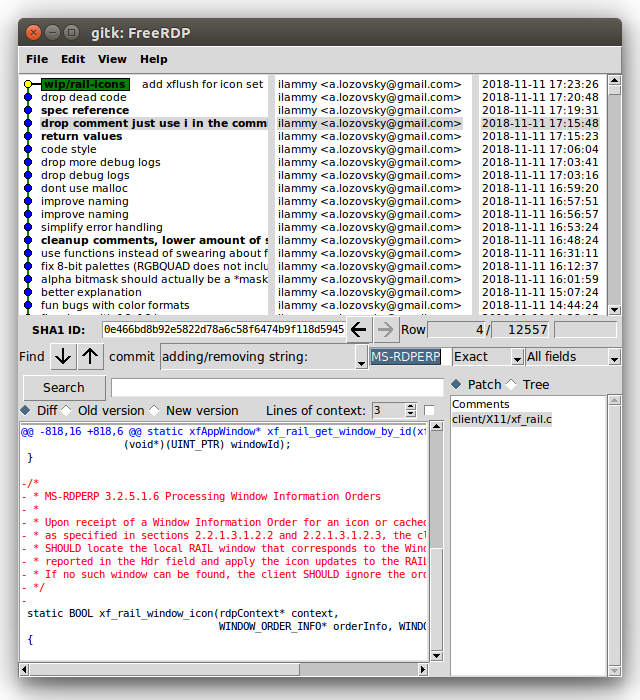 gitk: FreeRDP
File Edit View Help
wip/rail-icons add xflush for icon set ilammy <a.lozovsky@gmail.com> 2018-11-11 17:23:26
drop dead code ilammy <a.lozovsky@gmail.com> 2018-11-11 17:20:48
spec reference ilammy <a.lozovsky@gmail.com> 2018-11-11 17:19:31
drop comment just use i in the comm ilammy <a.lozovsky@gmail.com> 2018-11-11 17:15:48
return values ilammy <a.lozovsky@gmail.com> 2018-11-11 17:15:23
code style ilammy <a.lozovsky@gmail.com> 2018-11-11 17:06:04
drop more debug logs ilammy <a.lozovsky@gmail.com> 2018-11-11 17:03:41
drop debug logs ilammy <a.lozovsky@gmail.com> 2018-11-11 17:03:16
dont use malloc ilammy <a.lozovsky@gmail.com> 2018-11-11 16:59:20
improve naming ilammy <a.lozovsky@gmail.com> 2018-11-11 16:57:51
improve naming ilammy <a.lozovsky@gmail.com> 2018-11-11 16:56:57
simplify error handling ilammy <a.lozovsky@gmail.com> 2018-11-11 16:53:24
cleanup comments, lower amount of s ilammy <a.lozovsky@gmail.com> 2018-11-11 16:48:24
use functions instead of swearing about f ilammy <a.lozovsky@gmail.com> 2018-11-11 16:31:11
fix 8-bit palettes (RGBQUAD does not inclu ilammy <a.lozovsky@gmail.com> 2018-11-11 16:12:37
alpha bitmask should actually be a *mask ilammy <a.lozovsky@gmail.com> 2018-11-11 16:01:59
better explanation ilammy <a.lozovsky@gmail.com> 2018-11-11 15:07:24
fun bugs with color formats ilammy <a.lozovsky@gmail.com> 2018-11-11 14:44:24
SHA1 ID: 0e466bd8b92e5822d78a6c58f6474b9f118d5945 Row 4 / 12557
Find commit adding/removing string: MS-RDPERP Exact All fields
Search
Patch Tree
Diff Old version New version Lines of context: 3
Comments
client/X11/xf_rail.c
@@ -818,16 +818,6 @@ static xfAppWindow* xf_rail_get_window_by_id(xf
(void*)(UINT_PTR) windowId);
}
-/*
- * MS-RDPERP 3.2.5.1.6 Processing Window Information Orders
- *
- * Upon receipt of a Window Information Order for an icon or cached
- * as specified in sections 2.2.1.3.1.2.2 and 2.2.1.3.1.2.3, the cl
- * SHOULD locate the local RAIL window that corresponds to the Win
- * reported in the Hdr field and apply the icon updates to the RAIL
- * If no such window can be found, the client SHOULD ignore the ord
- */
-
static BOOL xf_rail_window_icon(rdpContext* context,
WINDOW_ORDER_INFO* orderInfo, WINDO
{